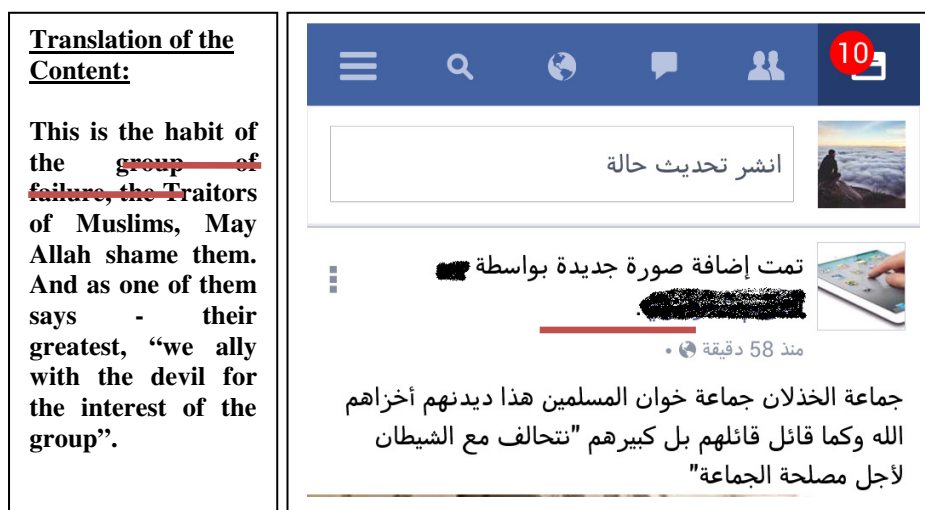 Translation of the
Content:
This is the habit of
the group of
failure, the Traitors
of Muslims, May
Allah shame them.
And as one of them
says - their
greatest, “we ally
with the devil for
the interest of the
group”.
10
انشر تحديث حالة
تمت إضافة صورة جديدة بواسطة
منذ 58 دقيقة
جماعة الخذلان جماعة خوان المسلمين هذا ديدنهم أخزاهم
الله وكما قائل قائلهم بل كبيرهم "نتحالف مع الشيطان
لأجل مصلحة الجماعة"